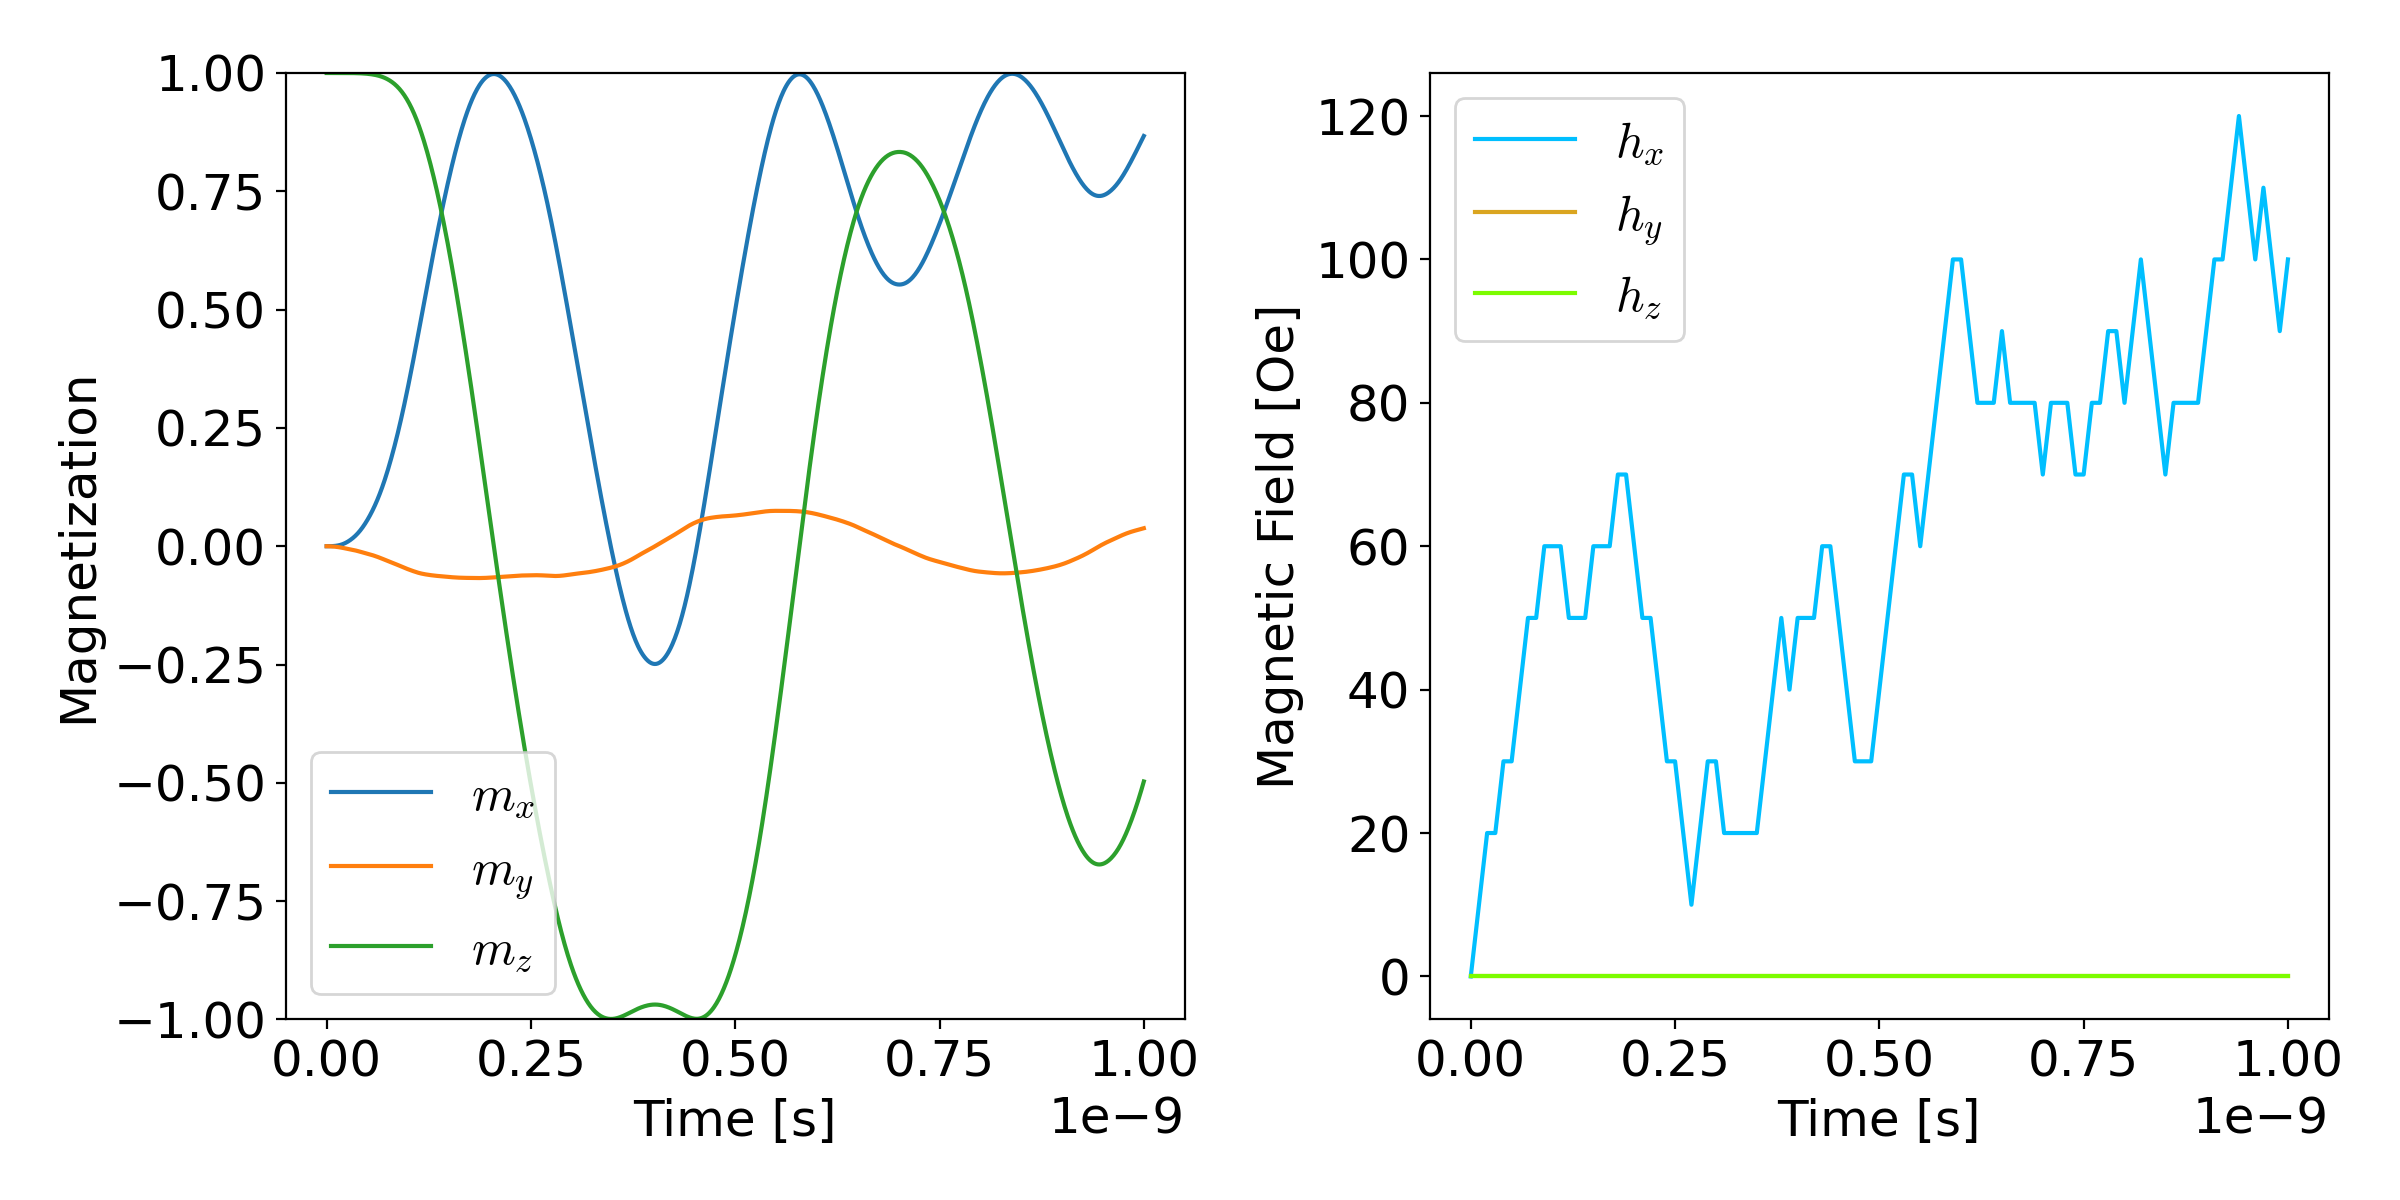 Magnetization
1.00
0.75
0.50
0.25
0.00
−0.25
−0.50
−0.75
−1.00
m_x
m_y
m_z
0.00 0.25 0.50 0.75 1.00
Time [s]
1e−9
Magnetic Field [Oe]
120
100
80
60
40
20
0
h_x
h_y
h_z
0.00 0.25 0.50 0.75 1.00
Time [s]
1e−9